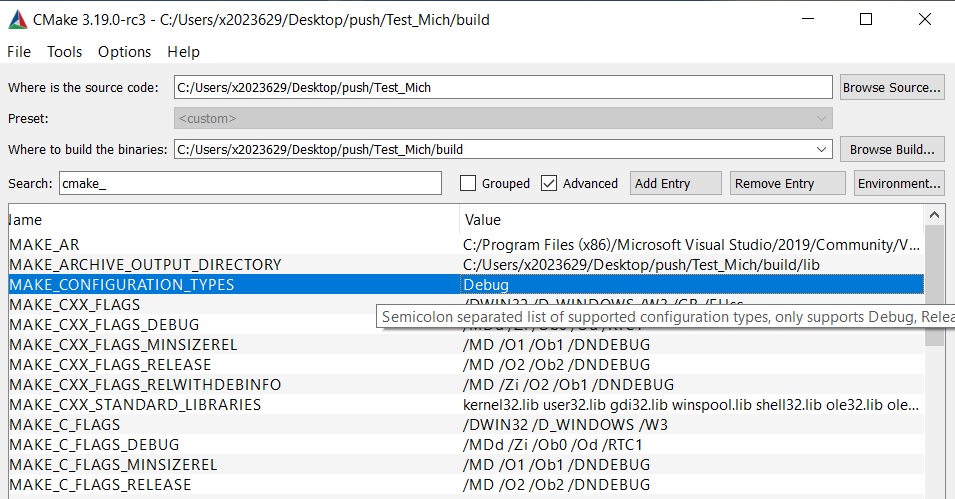 CMake 3.19.0-rc3 - C:/Users/x2023629/Desktop/push/Test_Mich/build
File Tools Options Help
Where is the source code: C:/Users/x2023629/Desktop/push/Test_Mich Browse Source...
Preset: <custom>
Where to build the binaries: C:/Users/x2023629/Desktop/push/Test_Mich/build Browse Build...
Search: cmake_ Grouped Advanced Add Entry Remove Entry Environment...
Name Value
MAKE_AR C:/Program Files (x86)/Microsoft Visual Studio/2019/Community/V...
MAKE_ARCHIVE_OUTPUT_DIRECTORY C:/Users/x2023629/Desktop/push/Test_Mich/build/lib
MAKE_CONFIGURATION_TYPES Debug
MAKE_CXX_FLAGS /DWIN32 /D_WINDOWS /W3 /GR /EHsc
Semicolon separated list of supported configuration types, only supports Debug, Relea
MAKE_CXX_FLAGS_DEBUG /MDd /Zi /Ob0 /Od /RTC1
MAKE_CXX_FLAGS_MINSIZEREL /MD /O1 /Ob1 /DNDEBUG
MAKE_CXX_FLAGS_RELEASE /MD /O2 /Ob2 /DNDEBUG
MAKE_CXX_FLAGS_RELWITHDEBINFO /MD /Zi /O2 /Ob1 /DNDEBUG
MAKE_CXX_STANDARD_LIBRARIES kernel32.lib user32.lib gdi32.lib winspool.lib shell32.lib ole32.lib ole...
MAKE_C_FLAGS /DWIN32 /D_WINDOWS /W3
MAKE_C_FLAGS_DEBUG /MDd /Zi /Ob0 /Od /RTC1
MAKE_C_FLAGS_MINSIZEREL /MD /O1 /Ob1 /DNDEBUG
MAKE_C_FLAGS_RELEASE /MD /O2 /Ob2 /DNDEBUG